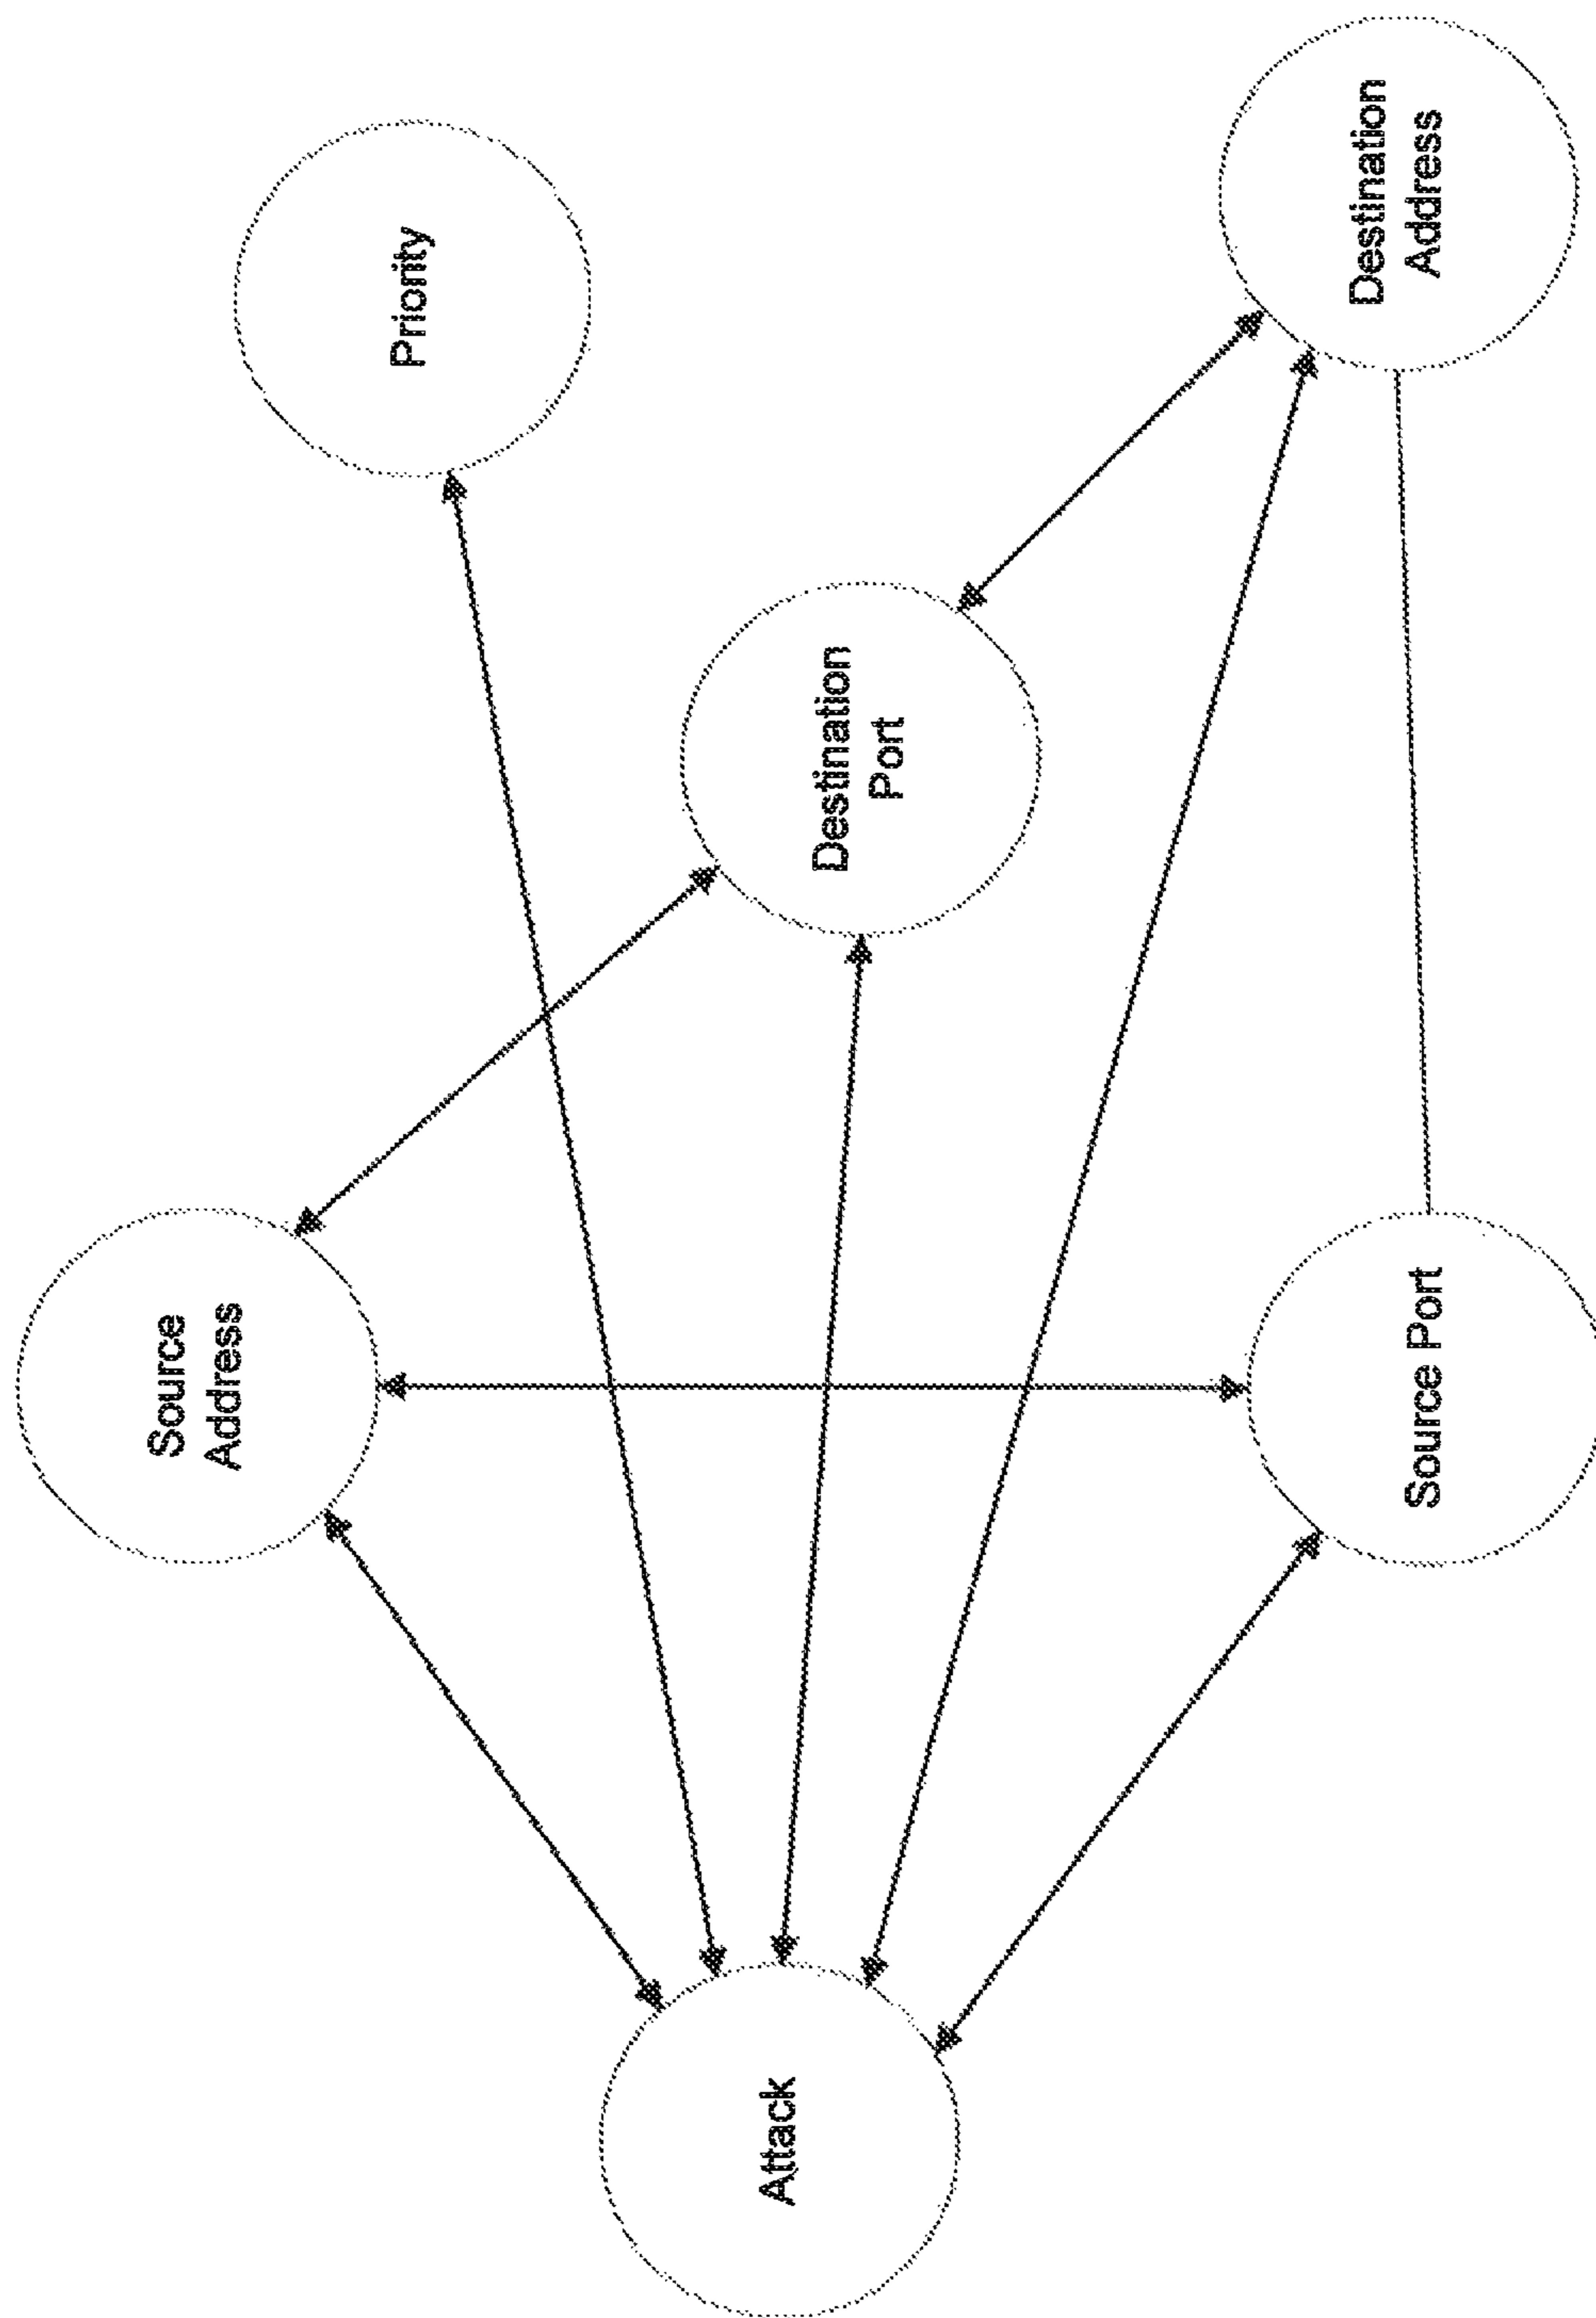 Source
Address
Priority
Attack
Destination
Port
Source Port
Destination
Address